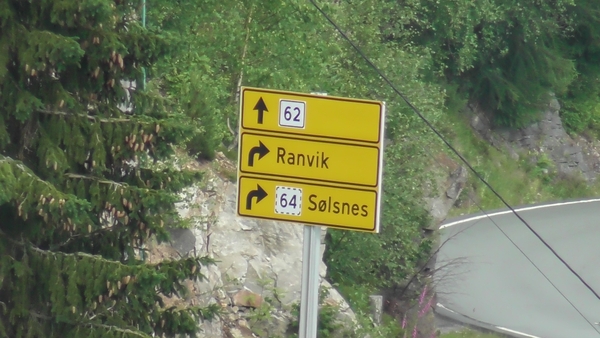 62
Ranvik
64 Sølsnes